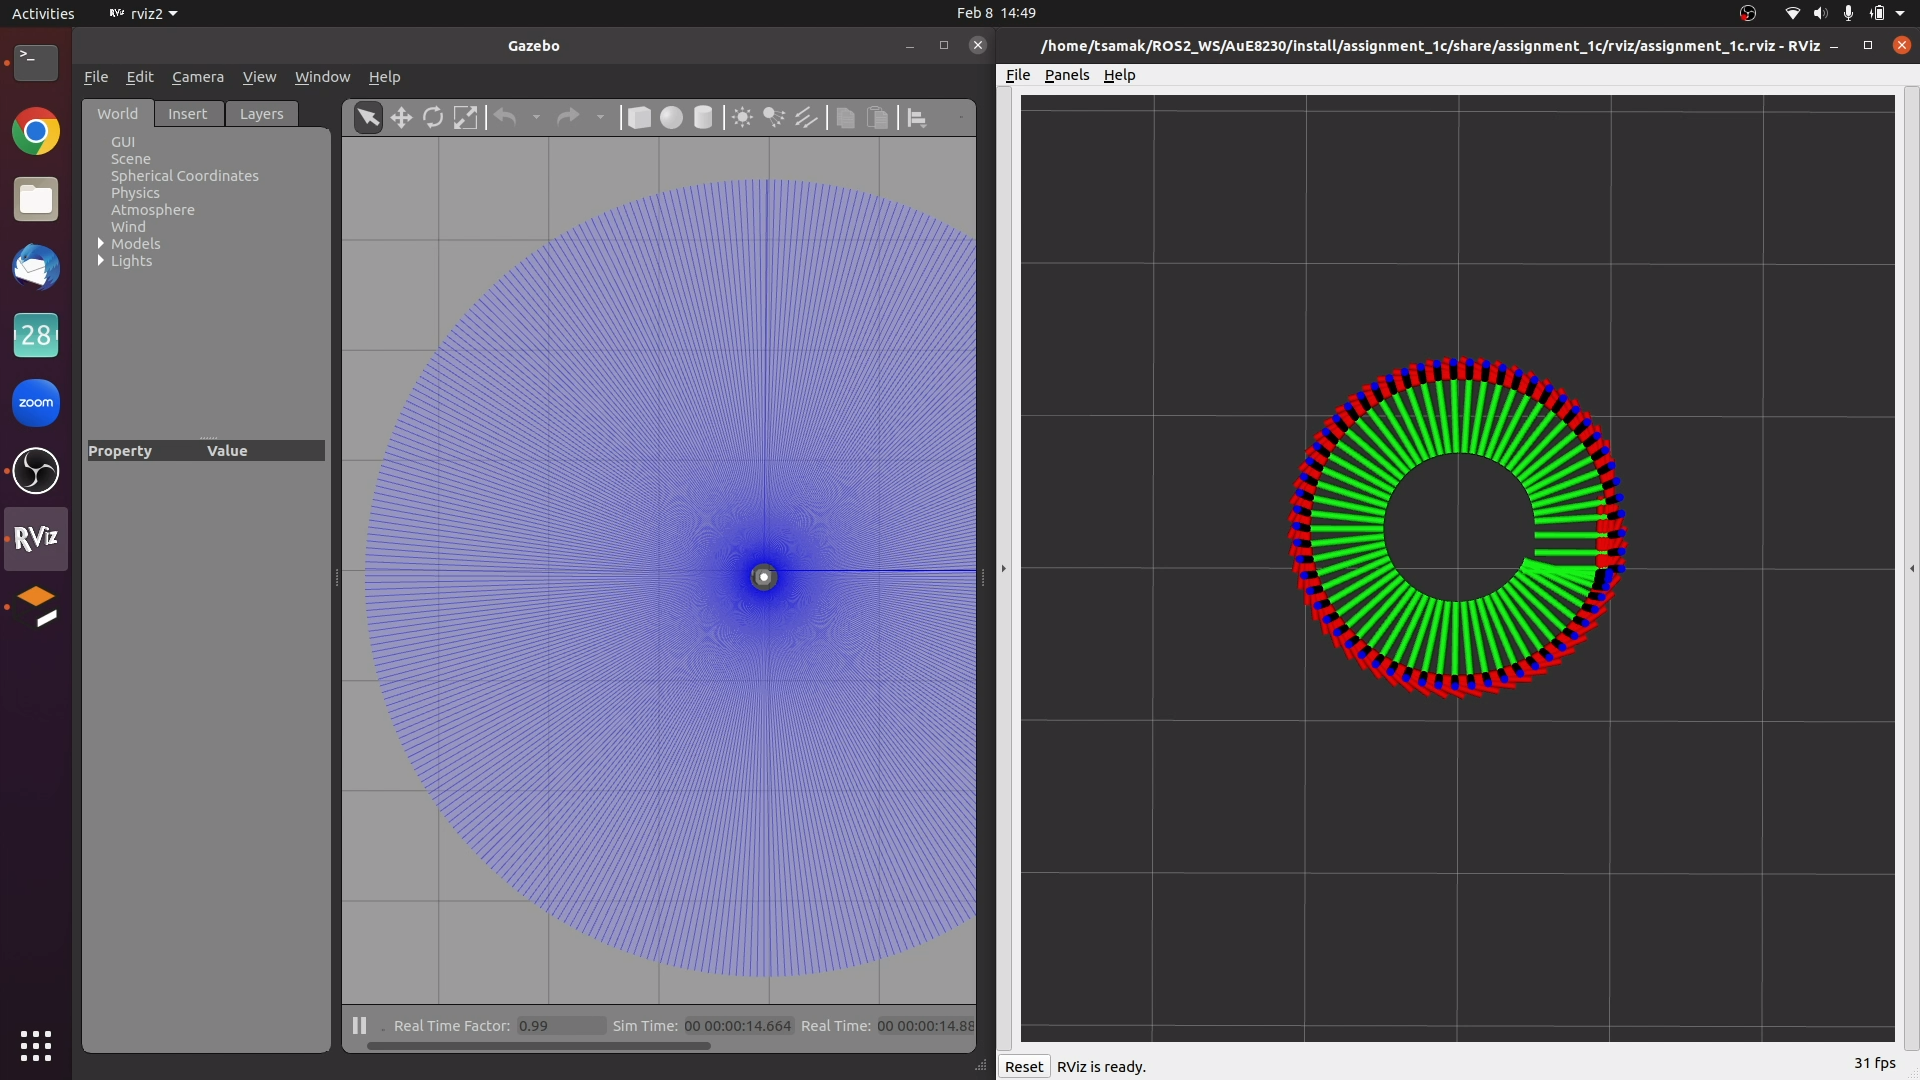 Activities RViz rviz2 Feb 8 14:49
Gazebo
/home/tsamak/ROS2_WS/AuE8230/install/assignment_1c/share/assignment_1c/rviz/assignment_1c.rviz - RViz
File Edit Camera View Window Help
File Panels Help
World Insert Layers
GUI
Scene
Spherical Coordinates
Physics
Atmosphere
Wind
Models
Lights
Property Value
>_
28
zoom
RViz
Real Time Factor: 0.99 Sim Time: 00 00:00:14.664 Real Time: 00 00:00:14.88
Reset RViz is ready. 31 fps